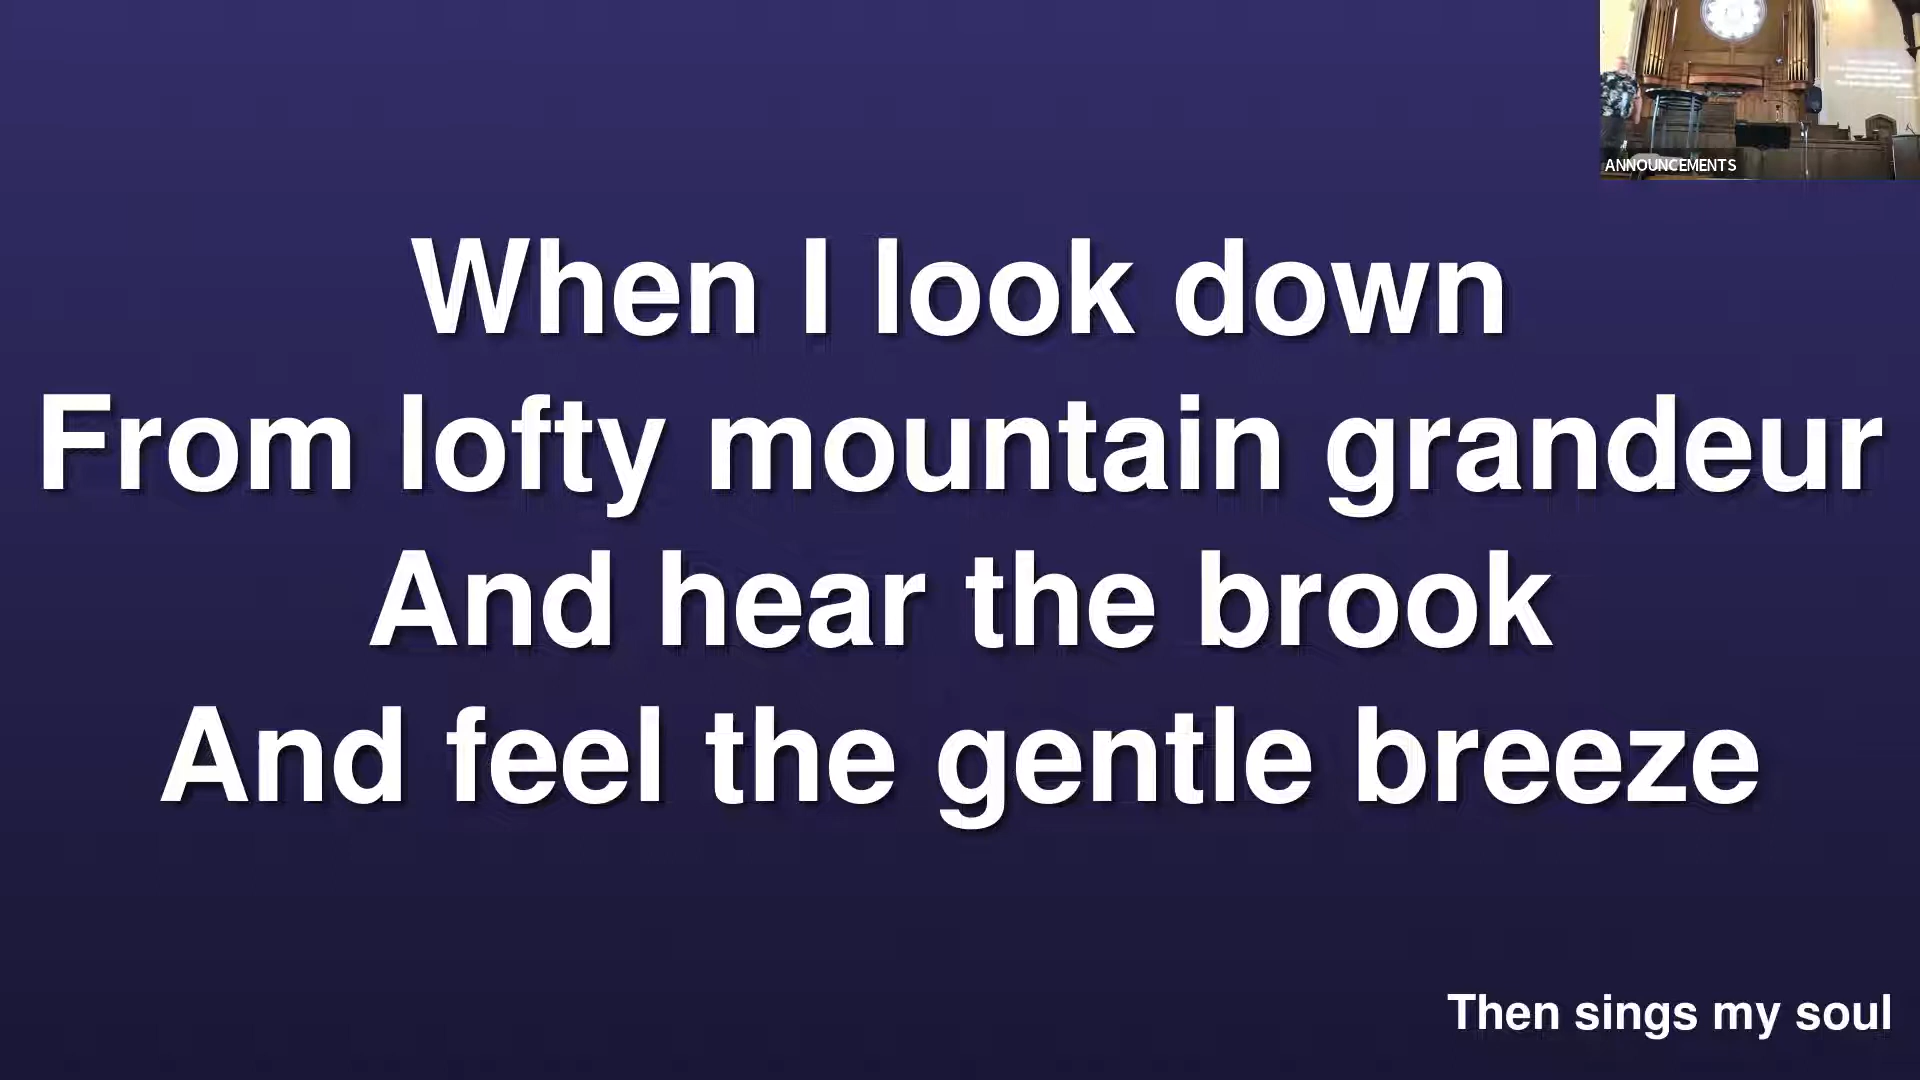 ANNOUNCEMENTS
When I look down
From lofty mountain grandeur
And hear the brook
And feel the gentle breeze
Then sings my soul